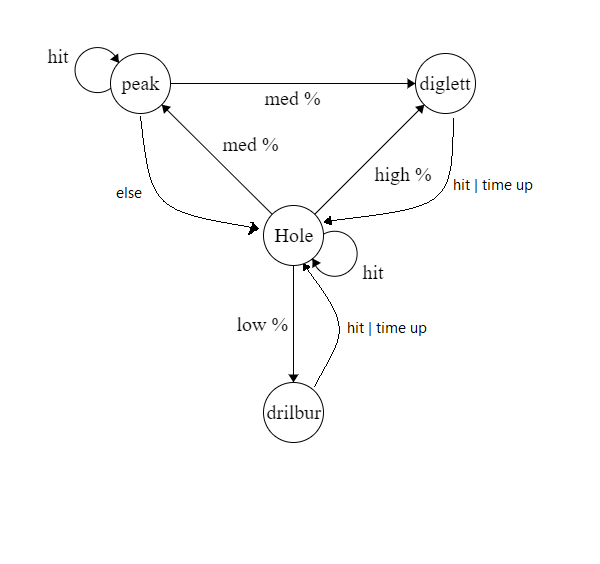 hit
peak
diglett
med %
med %
high %
hit | time up
else
Hole
hit
low %
hit | time up
drilbur